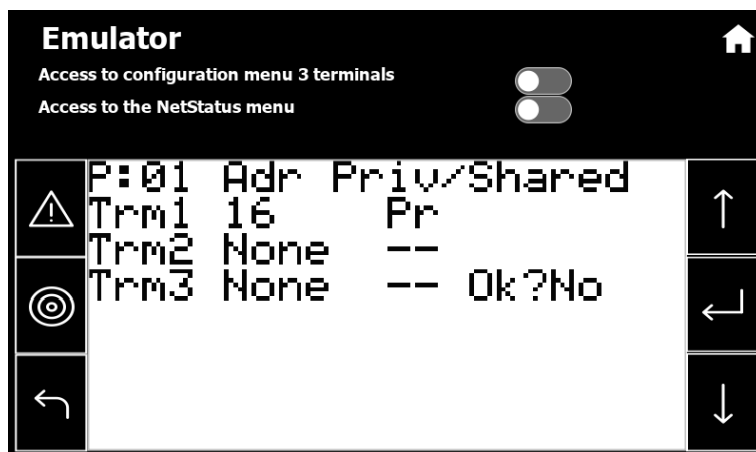 Emulator
Access to configuration menu 3 terminals
Access to the NetStatus menu
P:01 Adr Priv/Shared
Trm1 16 Pr
Trm2 None --
Trm3 None -- Ok?No